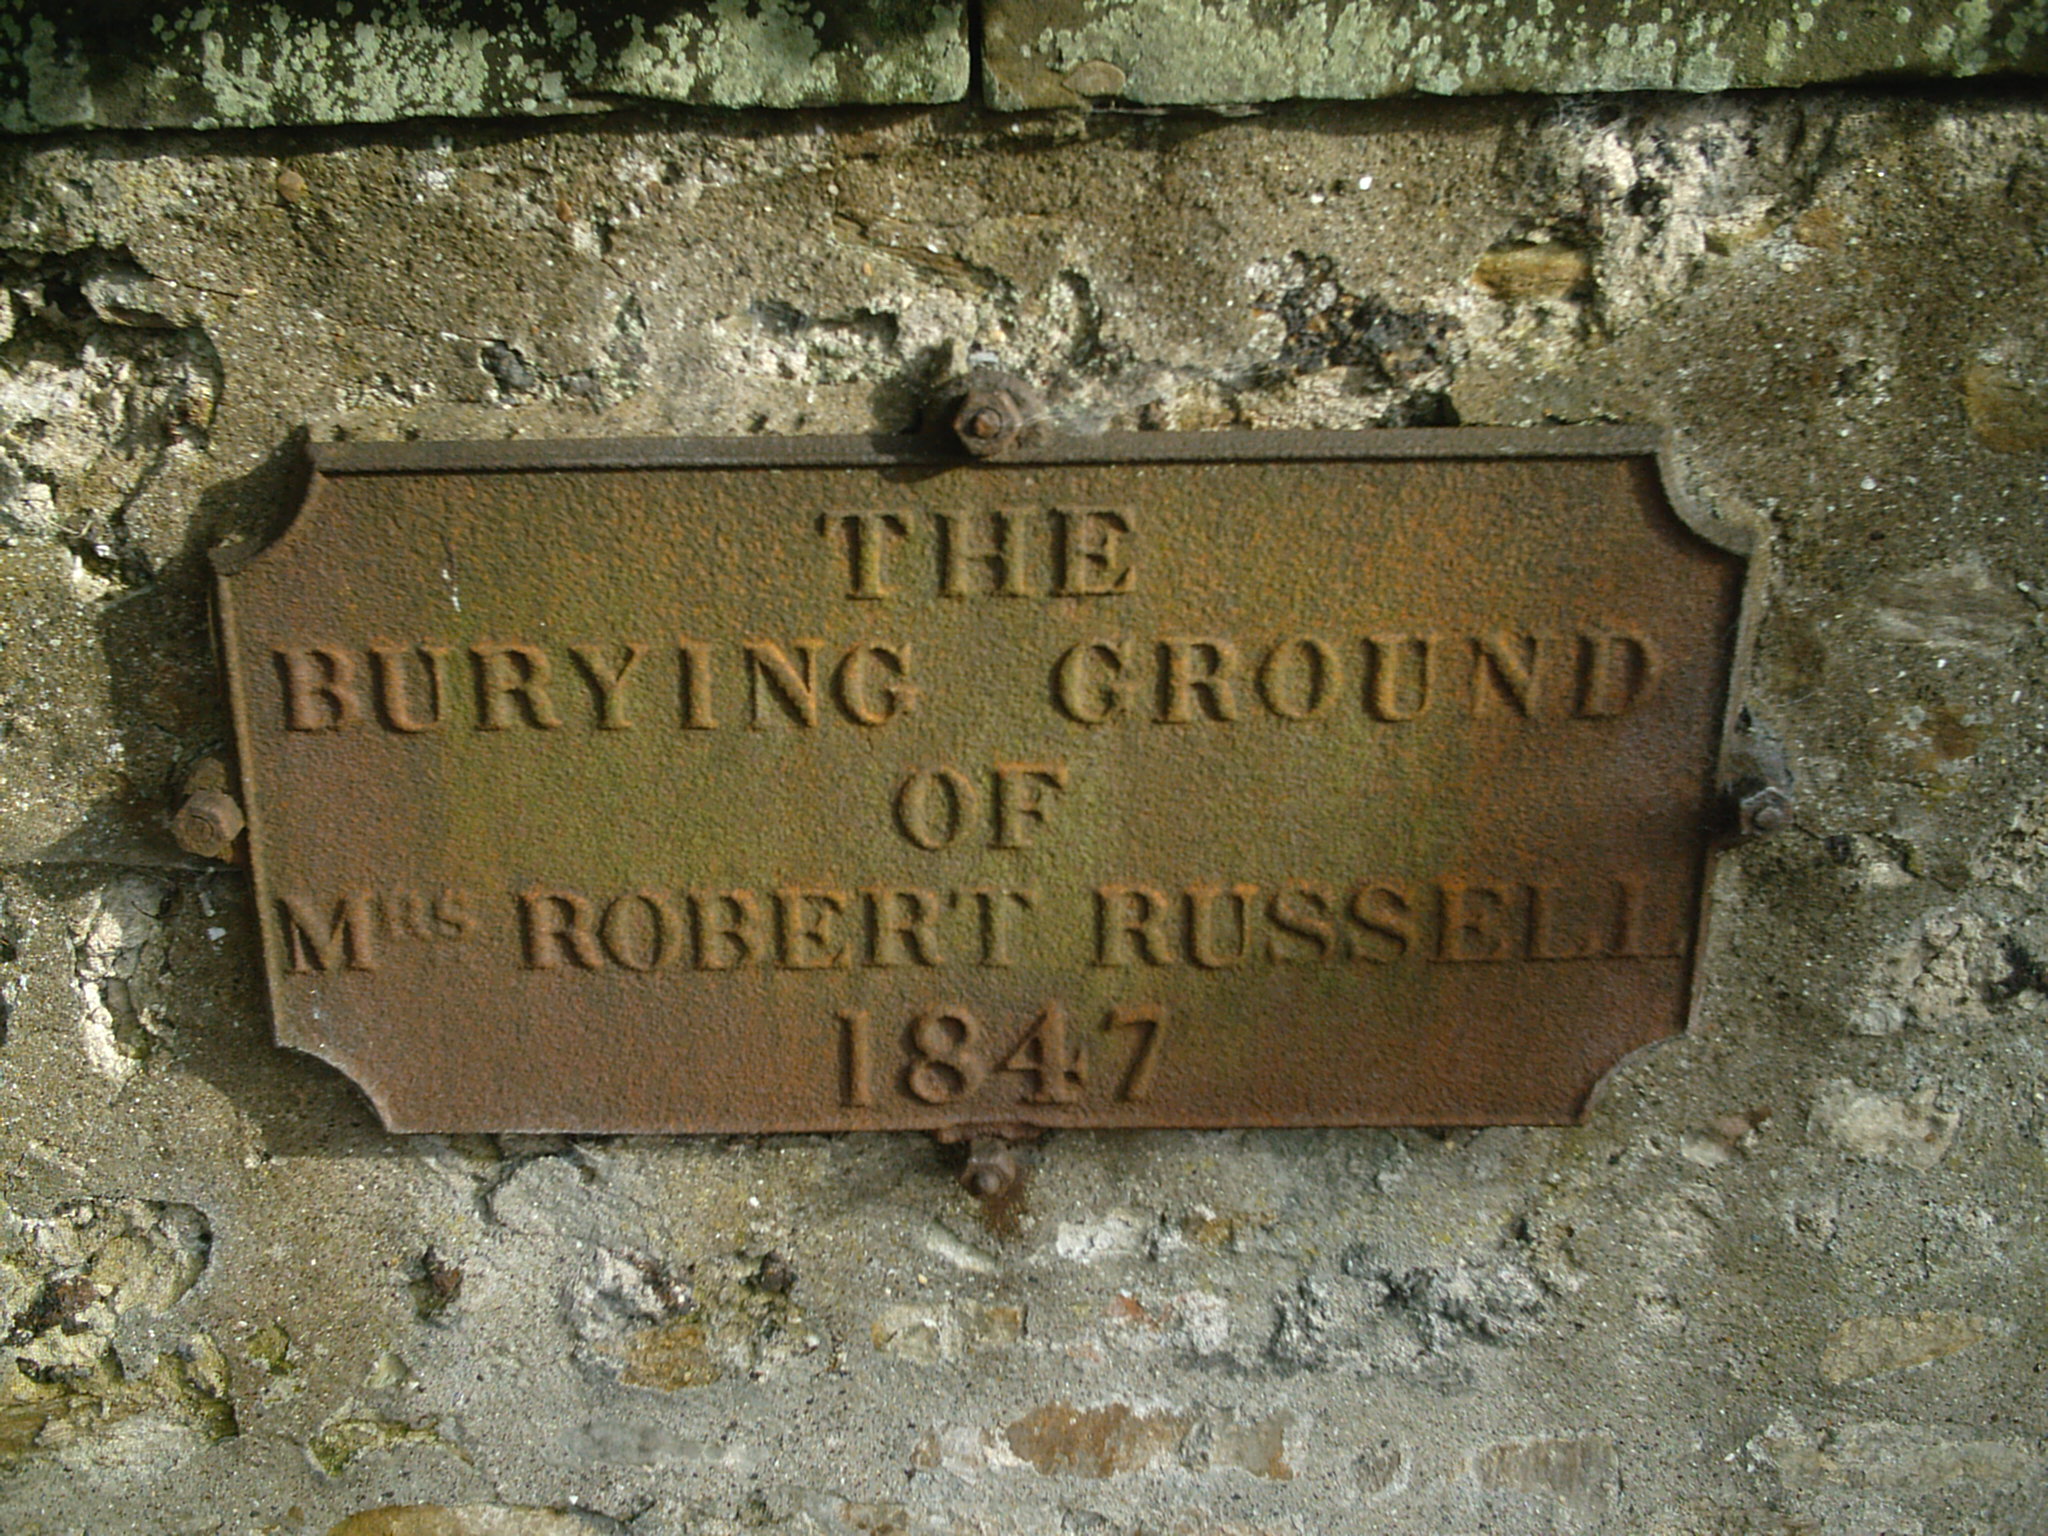 THE
BURYING GROUND
OF
MRS ROBERT RUSSELL
1847